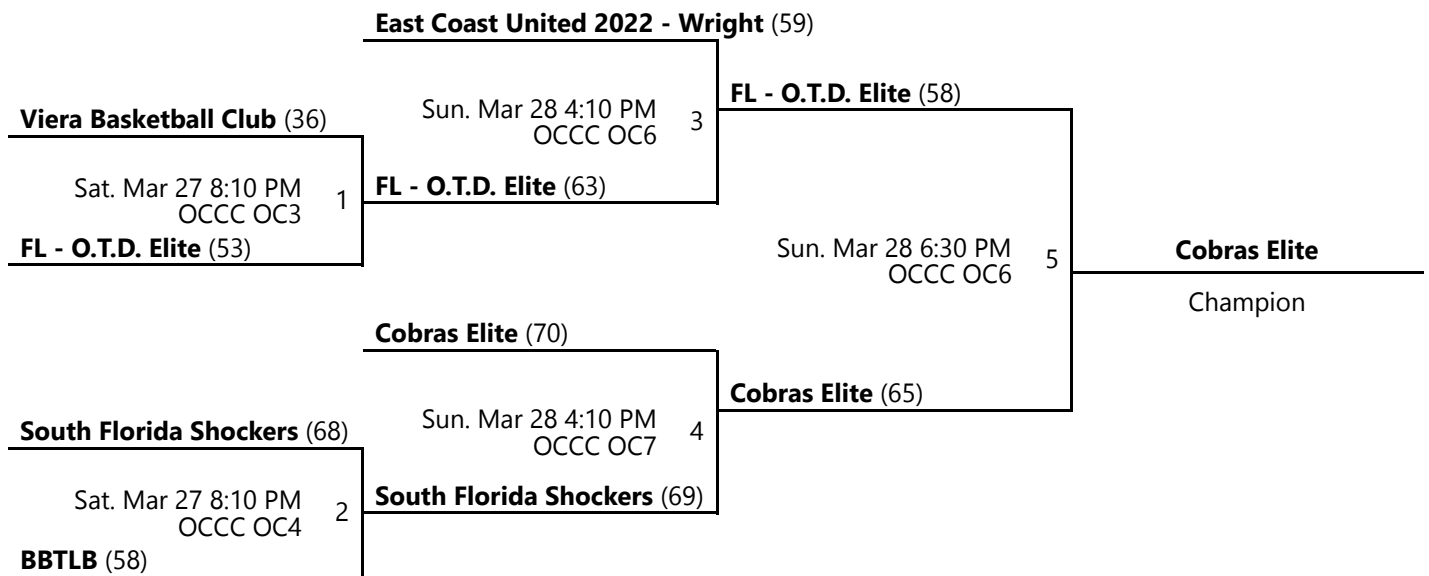 East Coast United 2022 - Wright (59)
Sun. Mar 28 4:10 PM
OCCC OC6
3
FL - O.T.D. Elite (58)
Viera Basketball Club (36)
Sat. Mar 27 8:10 PM
OCCC OC3
1
FL - O.T.D. Elite (63)
FL - O.T.D. Elite (53)
Sun. Mar 28 6:30 PM
OCCC OC6
5
Cobras Elite
Champion
Cobras Elite (70)
Sun. Mar 28 4:10 PM
OCCC OC7
4
Cobras Elite (65)
South Florida Shockers (68)
Sat. Mar 27 8:10 PM
OCCC OC4
2
South Florida Shockers (69)
BBTLB (58)